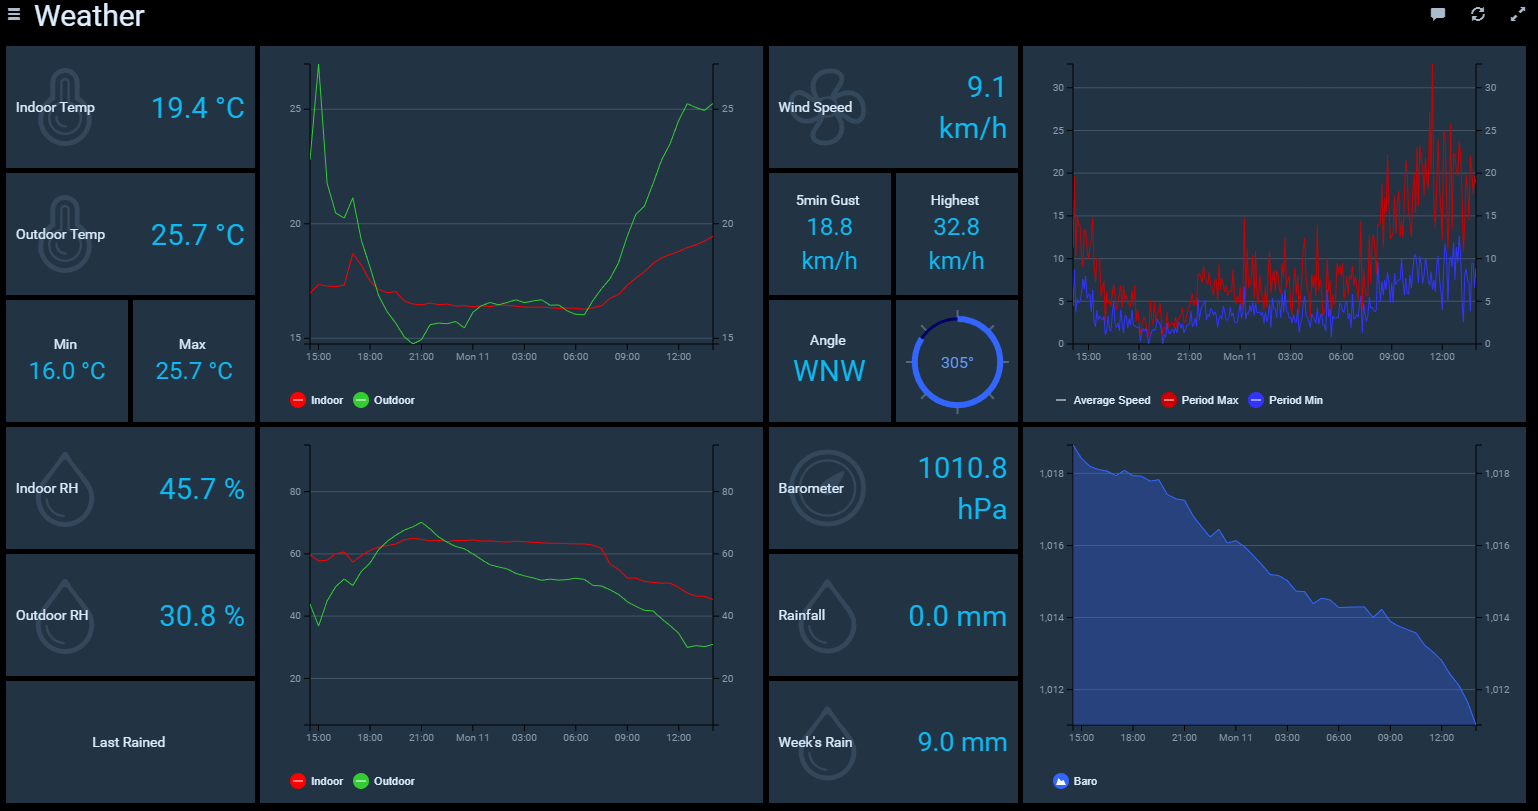 Weather
Indoor Temp
19.4 °C
Outdoor Temp
25.7 °C
Min
16.0 °C
Max
25.7 °C
25
20
15
25
20
15
15:00 18:00 21:00 Mon 11 03:00 06:00 09:00 12:00
Indoor Outdoor
Wind Speed
9.1
km/h
5min Gust
18.8
km/h
Highest
32.8
km/h
Angle
WNW
305°
30
25
20
15
10
5
0
30
25
20
15
10
5
0
15:00 18:00 21:00 Mon 11 03:00 06:00 09:00 12:00
Average Speed Period Max Period Min
Indoor RH
45.7 %
Outdoor RH
30.8 %
Last Rained
80
60
40
20
80
60
40
20
15:00 18:00 21:00 Mon 11 03:00 06:00 09:00 12:00
Indoor Outdoor
Barometer
1010.8
hPa
Rainfall
0.0 mm
Week's Rain
9.0 mm
1,018
1,016
1,014
1,012
1,018
1,016
1,014
1,012
15:00 18:00 21:00 Mon 11 03:00 06:00 09:00 12:00
Baro